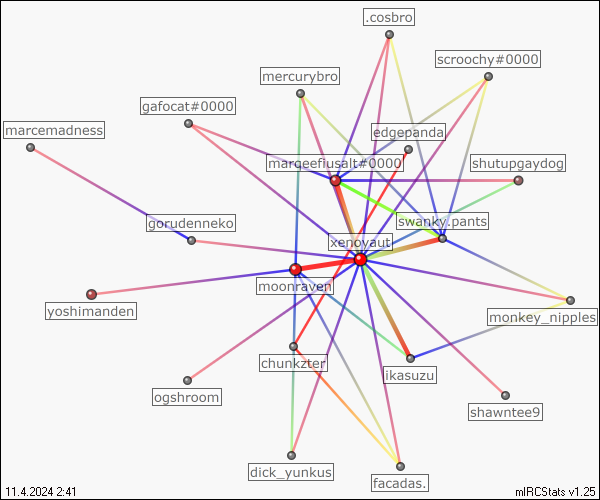 .cosbro
scroochy#0000
mercurybro
gafocat#0000
marcemadness
edgepanda
marqeefiusalt#0000
shutupgaydog
gorudenneko
swanky.pants
xenoyaut
moonraven
yoshimanden
monkey_nipples
chunkzter
ikasuzu
ogshroom
shawntee9
dick_yunkus
facadas.
11.4.2024 2:41
mIRCStats v1.25